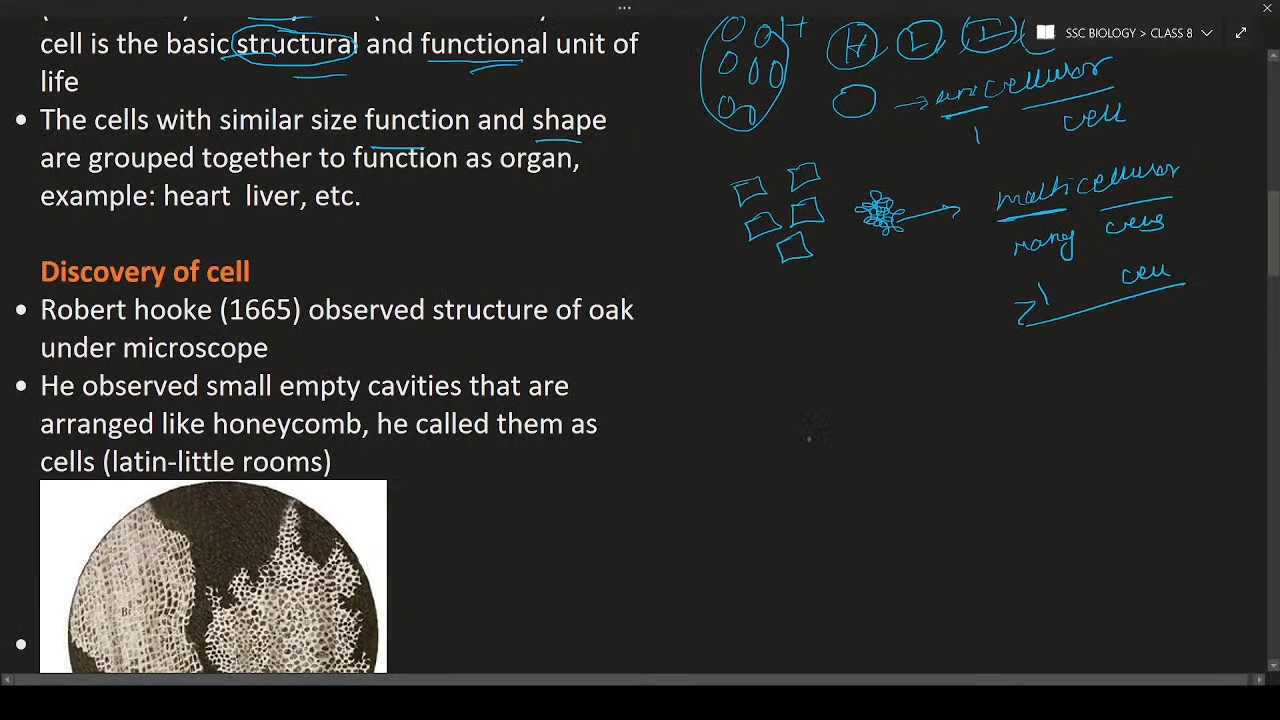 SSC BIOLOGY > CLASS 8
cell is the basic structural and functional unit of
life
• The cells with similar size function and shape
are grouped together to function as organ,
example: heart liver, etc.
Discovery of cell
• Robert hooke (1665) observed structure of oak
under microscope
• He observed small empty cavities that are
arranged like honeycomb, he called them as
cells (latin-little rooms)
H L L
unicellular
1 cell
multicellular
many cells
1 cell